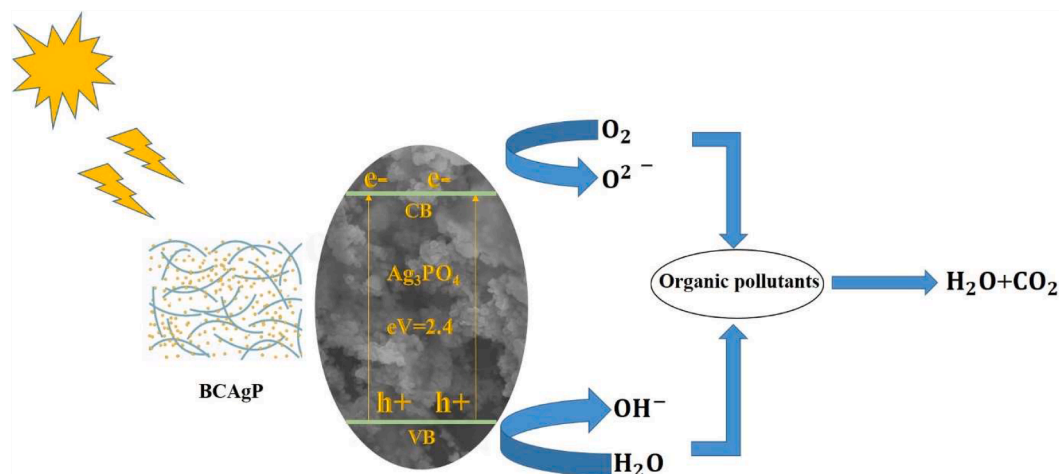 O₂
O²⁻
e- e-
CB
Ag₃PO₄
eV=2.4
Organic pollutants
H₂O+CO₂
BCAgP
h+ h+
VB
OH⁻
H₂O